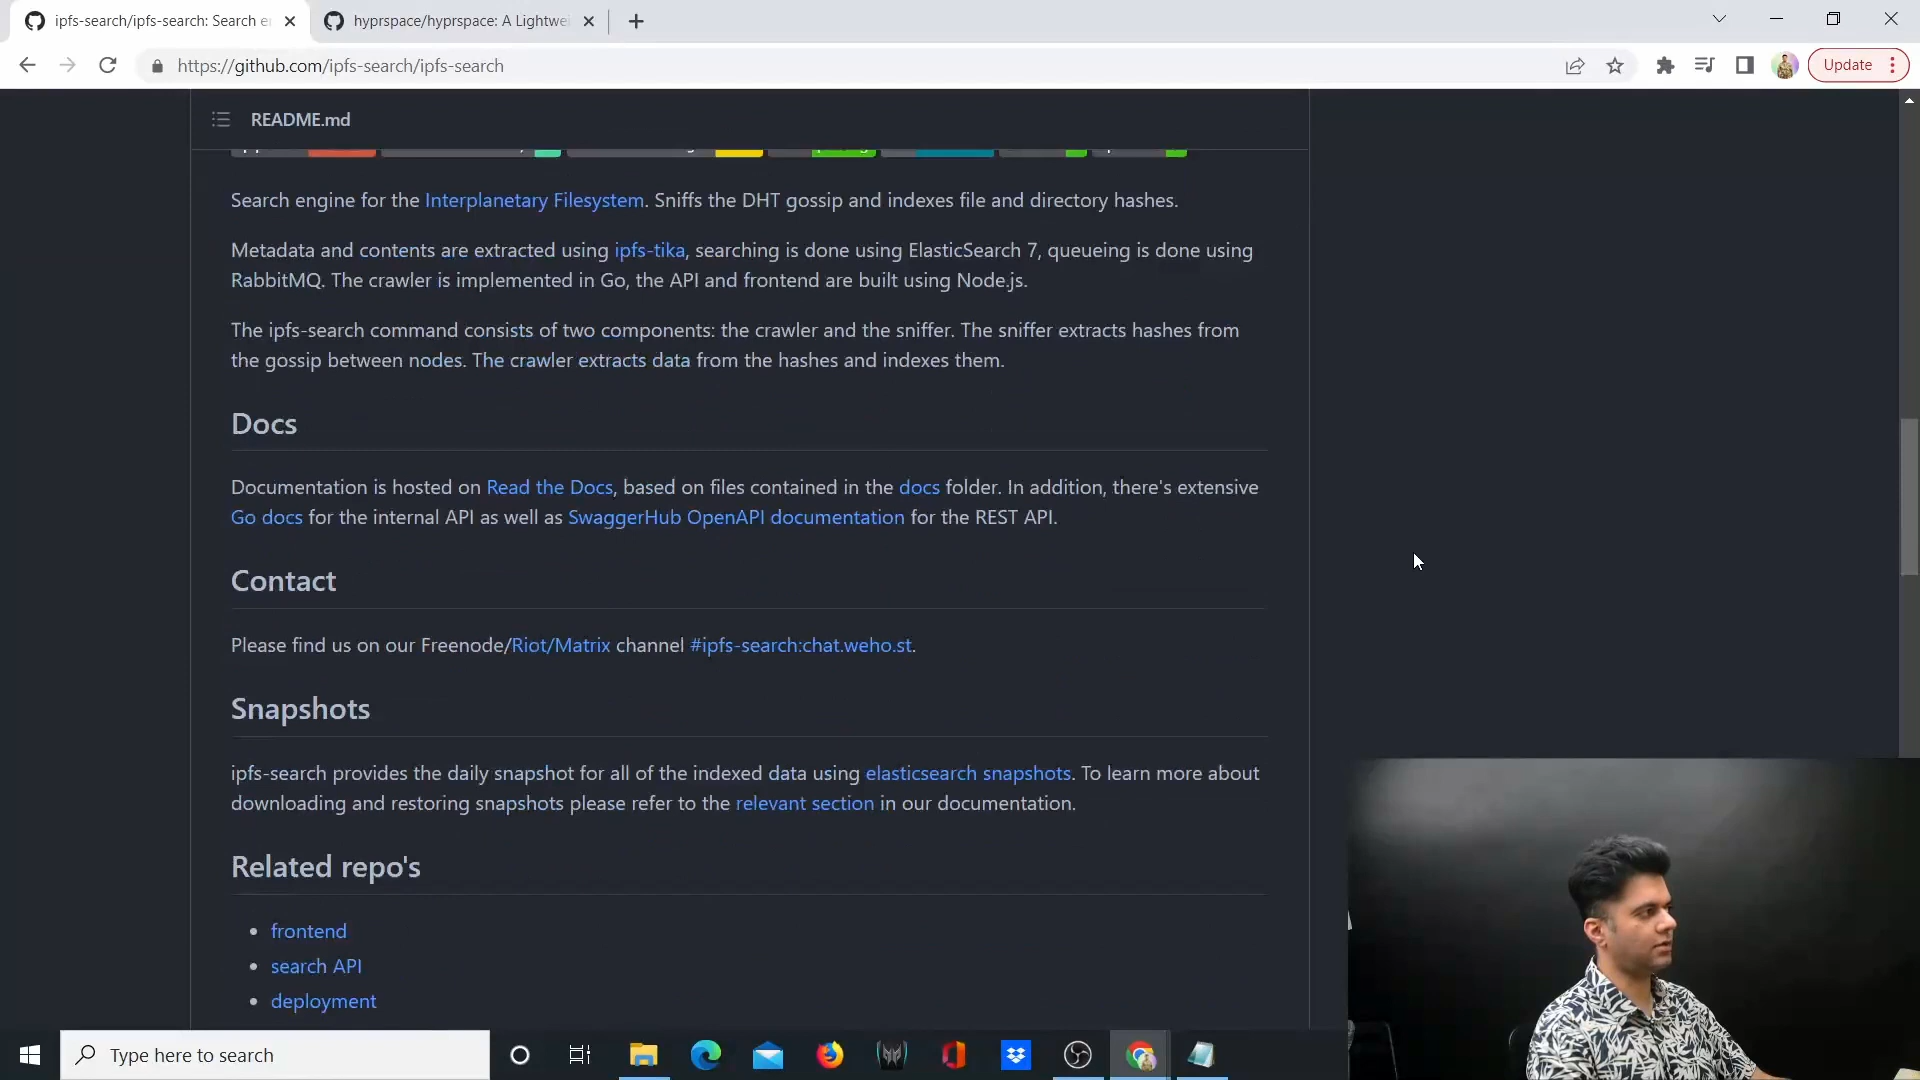 ipfs-search/ipfs-search: Search e
hyprspace/hyprspace: A Lightwei
https://github.com/ipfs-search/ipfs-search
Update
README.md
Search engine for the Interplanetary Filesystem. Sniffs the DHT gossip and indexes file and directory hashes.
Metadata and contents are extracted using ipfs-tika, searching is done using ElasticSearch 7, queueing is done using
RabbitMQ. The crawler is implemented in Go, the API and frontend are built using Node.js.
The ipfs-search command consists of two components: the crawler and the sniffer. The sniffer extracts hashes from
the gossip between nodes. The crawler extracts data from the hashes and indexes them.
Docs
Documentation is hosted on Read the Docs, based on files contained in the docs folder. In addition, there's extensive
Go docs for the internal API as well as SwaggerHub OpenAPI documentation for the REST API.
Contact
Please find us on our Freenode/Riot/Matrix channel #ipfs-search:chat.weho.st.
Snapshots
ipfs-search provides the daily snapshot for all of the indexed data using elasticsearch snapshots. To learn more about
downloading and restoring snapshots please refer to the relevant section in our documentation.
Related repo's
• frontend
• search API
• deployment
Type here to search